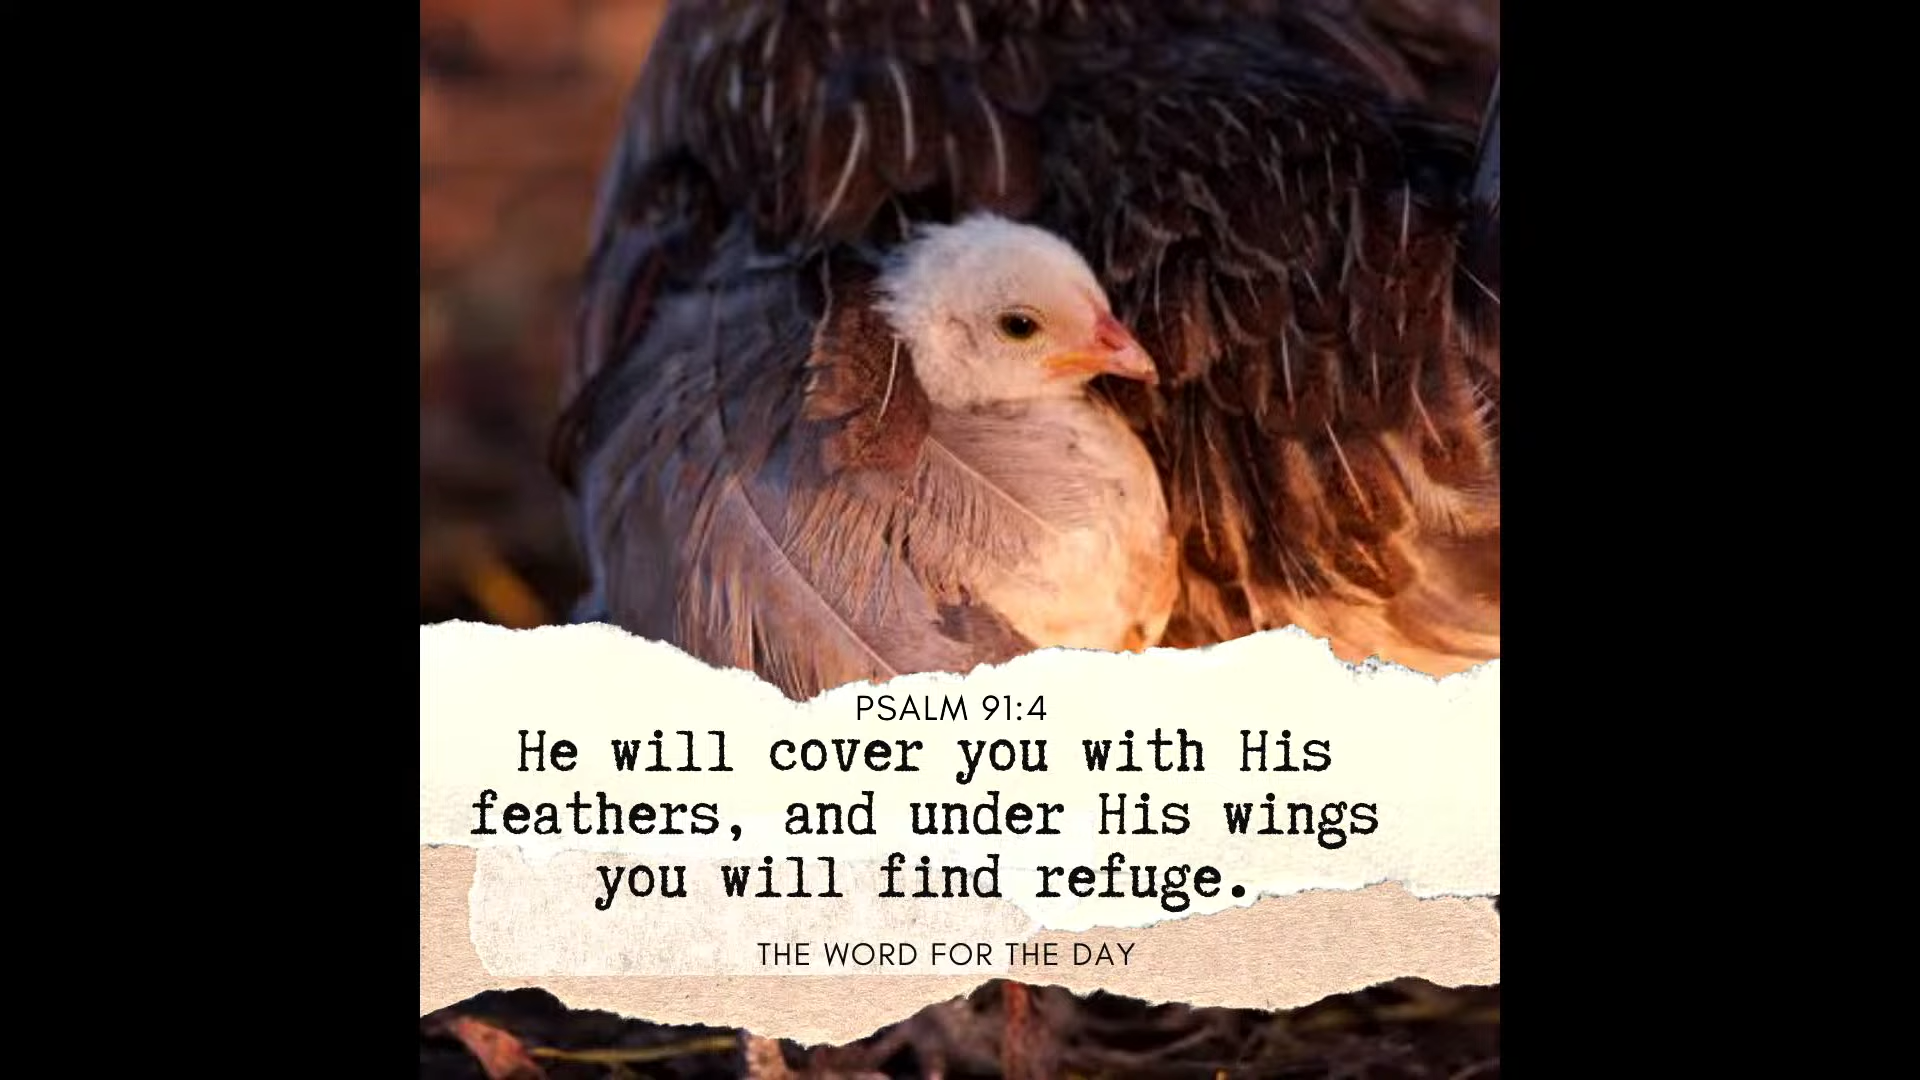 PSALM 91:4
He will cover you with His
feathers, and under His wings
you will find refuge.
THE WORD FOR THE DAY